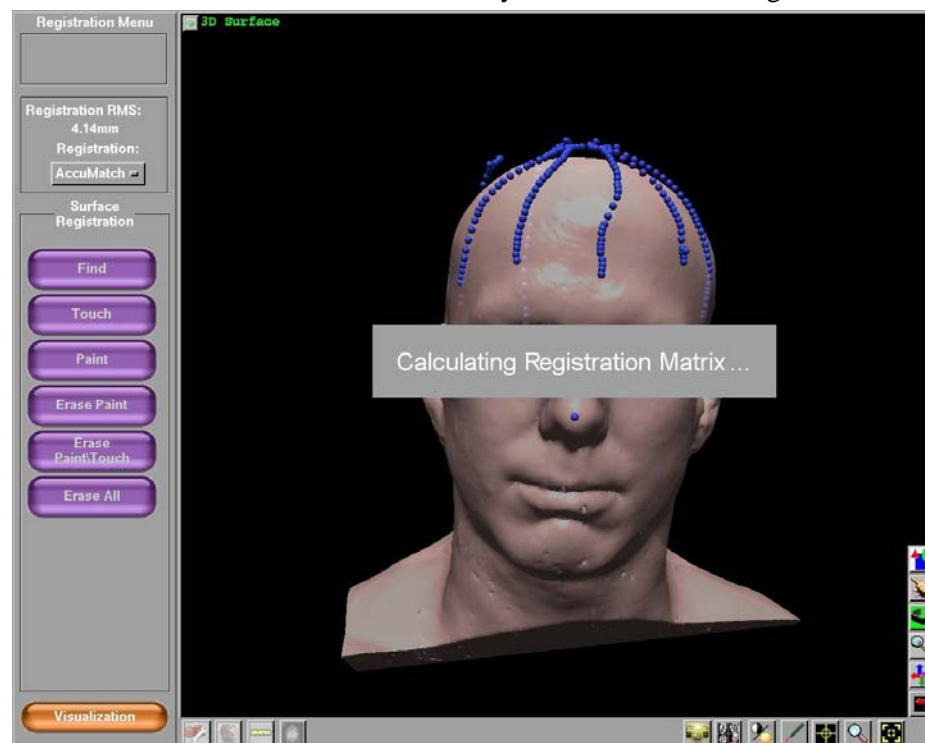 Registration Menu
3D Surface
Registration RMS:
4.14mm
Registration:
AccuMatch
Surface
Registration
Find
Touch
Paint
Erase Paint
Erase
Paint\Touch
Erase All
Calculating Registration Matrix ...
Visualization